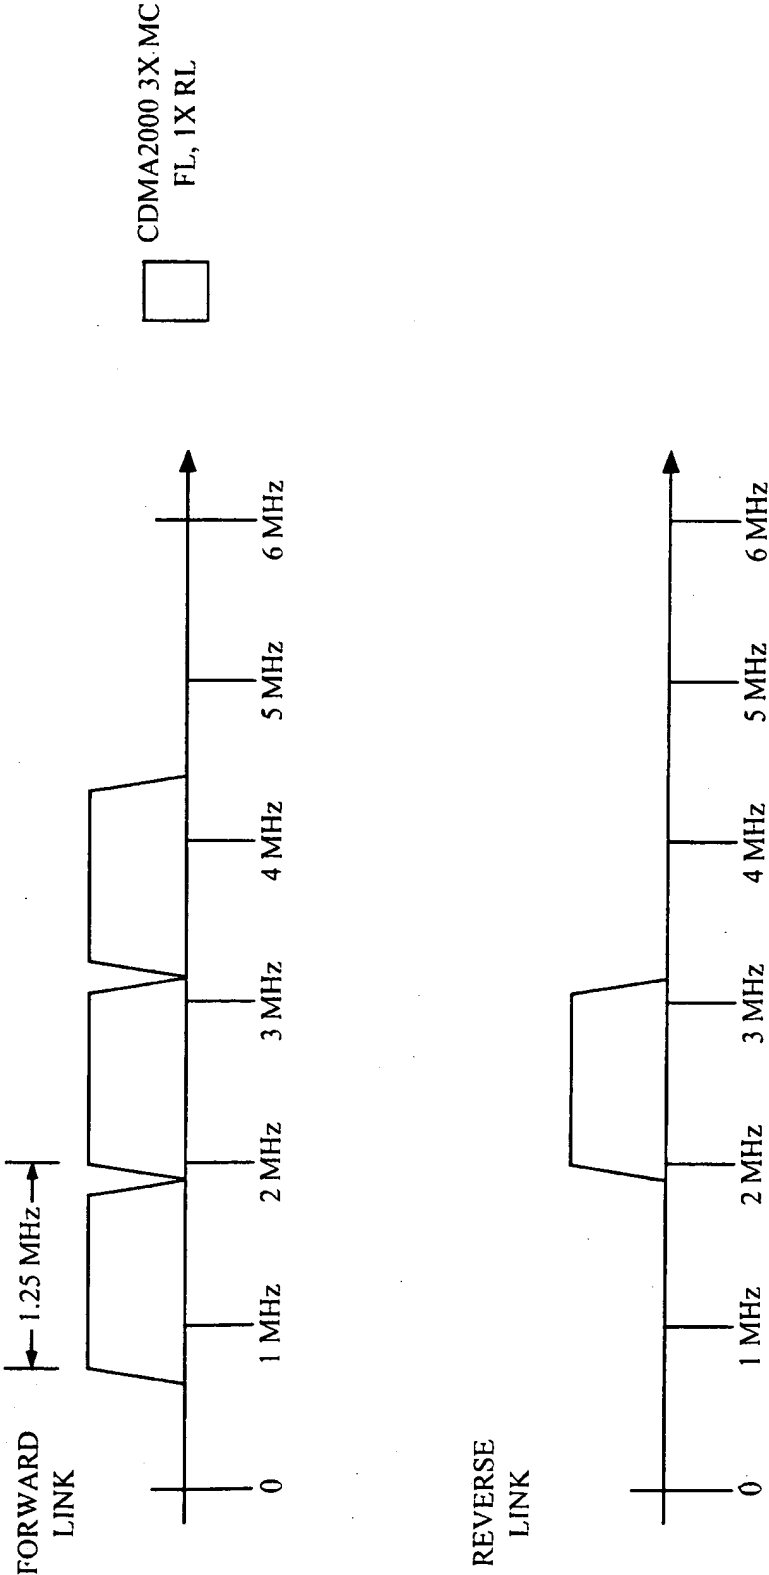 FORWARD
LINK
1.25 MHz
0
1 MHz
2 MHz
3 MHz
4 MHz
5 MHz
6 MHz
CDMA2000 3X MC
FL, 1X RL
REVERSE
LINK
0
1 MHz
2 MHz
3 MHz
4 MHz
5 MHz
6 MHz